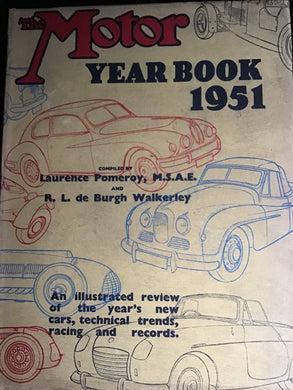 The Motor
YEAR BOOK
1951
COMPILED BY
Laurence Pomeroy, M.S.A.E.
AND
R. L. de Burgh Walkerley
An illustrated review
of the year's new
cars, technical trends,
racing and records.